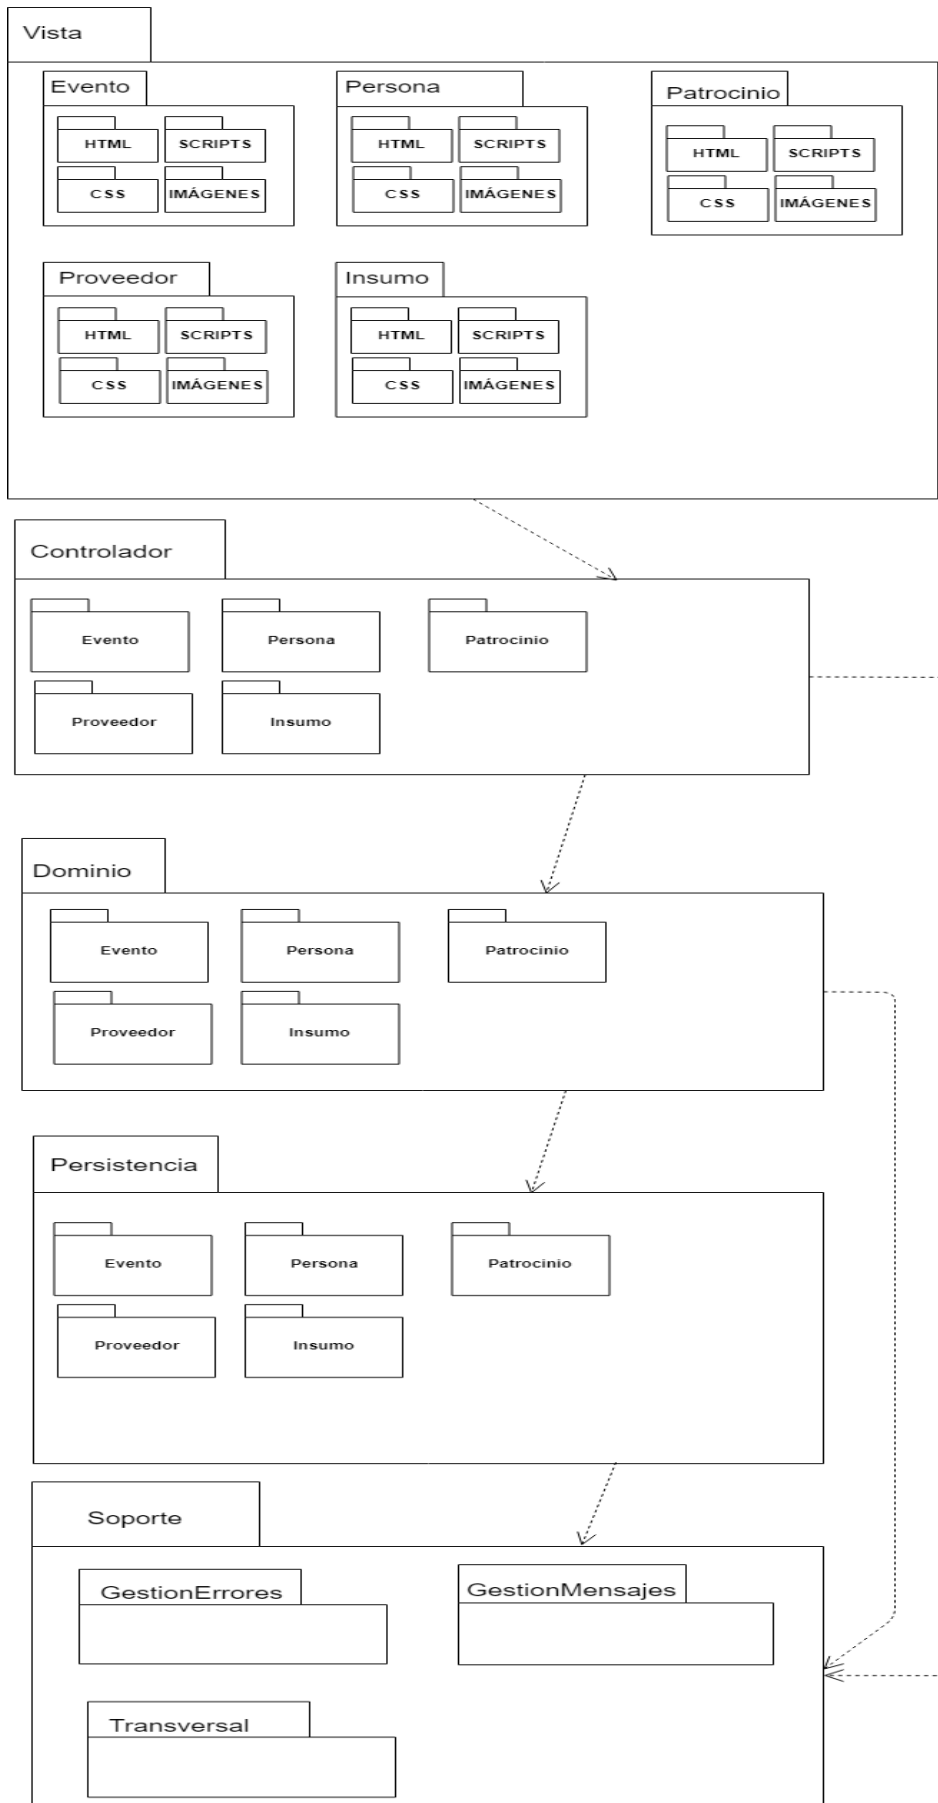 Vista
Evento
Persona
Patrocinio
HTML SCRIPTS
CSS IMÁGENES
HTML SCRIPTS
CSS IMÁGENES
HTML SCRIPTS
CSS IMÁGENES
Proveedor
Insumo
HTML SCRIPTS
CSS IMÁGENES
HTML SCRIPTS
CSS IMÁGENES
Controlador
Evento
Persona
Patrocinio
Proveedor
Insumo
Dominio
Evento
Persona
Patrocinio
Proveedor
Insumo
Persistencia
Evento
Persona
Patrocinio
Proveedor
Insumo
Soporte
GestionErrores
GestionMensajes
Transversal